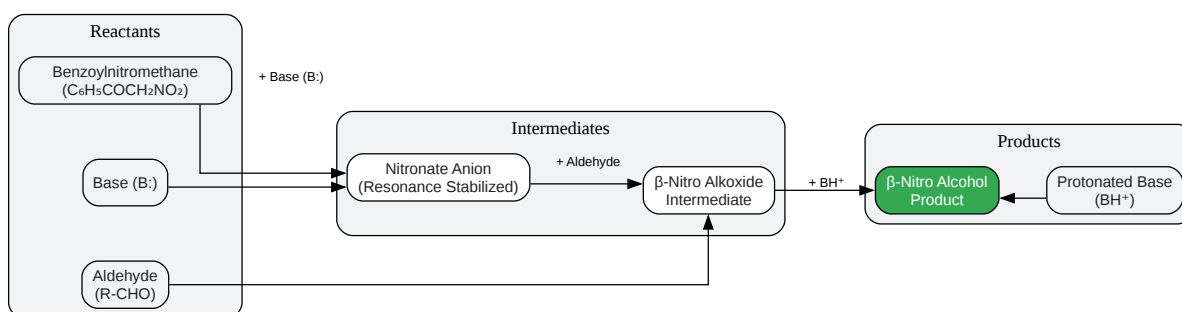 Reactants
Benzoylnitromethane
(C₆H₅COCH₂NO₂)
+ Base (B:)
Base (B:)
Aldehyde
(R-CHO)
Intermediates
Nitronate Anion
(Resonance Stabilized)
+ Aldehyde
β-Nitro Alkoxide
Intermediate
+ BH⁺
Products
β-Nitro Alcohol
Product
Protonated Base
(BH⁺)